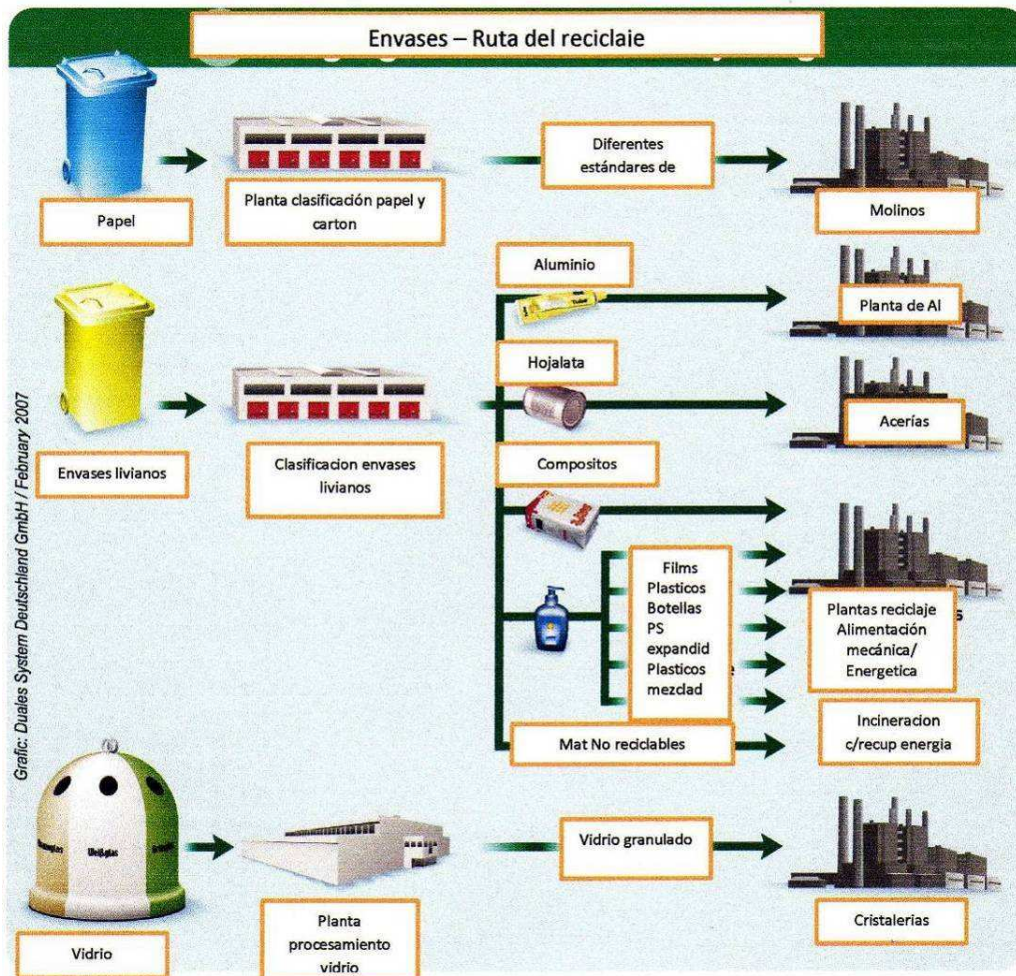 Envases – Ruta del reciclaje
Papel
Planta clasificación papel y
carton
Diferentes
estándares de
Molinos
Aluminio
Planta de Al
Hojalata
Acerías
Envases livianos
Clasificacion envases
livianos
Compositos
Films
Plasticos
Botellas
PS
expandid
Plasticos
mezclad
Plantas reciclaje
Alimentación
mecánica/
Energetica
s
e
Mat No reciclables
Incineracion
c/recup energia
Grafic: Duales System Deutschland GmbH / February 2007
Weißglas
Vidrio
Planta
procesamiento
vidrio
Vidrio granulado
Cristalerias